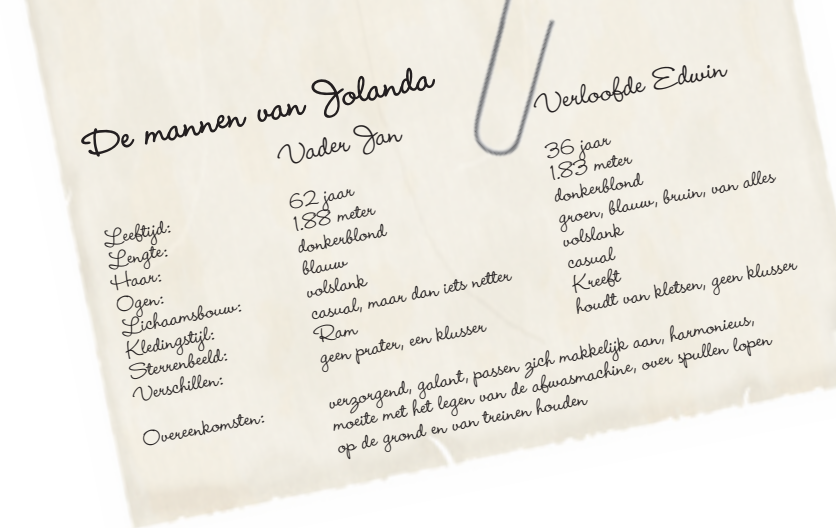 De mannen van Jolanda
Vader Jan Verloofde Edwin
Leeftijd: 62 jaar 36 jaar
Lengte: 1.88 meter 1.83 meter
Haar: donkerblond donkerblond
Ogen: blauw groen, blauw, bruin, van alles
Lichaamsbouw: volslank volslank
Kledingstijl: casual, maar dan iets netter casual
Sterrenbeeld: Ram Kreeft
Verschillen: geen prater, een klusser houdt van kletsen, geen klusser
Overeenkomsten: verzorgend, galant, passen zich makkelijk aan, harmonieus,
moeite met het legen van de afwasmachine, over spullen lopen
op de grond en van treinen houden